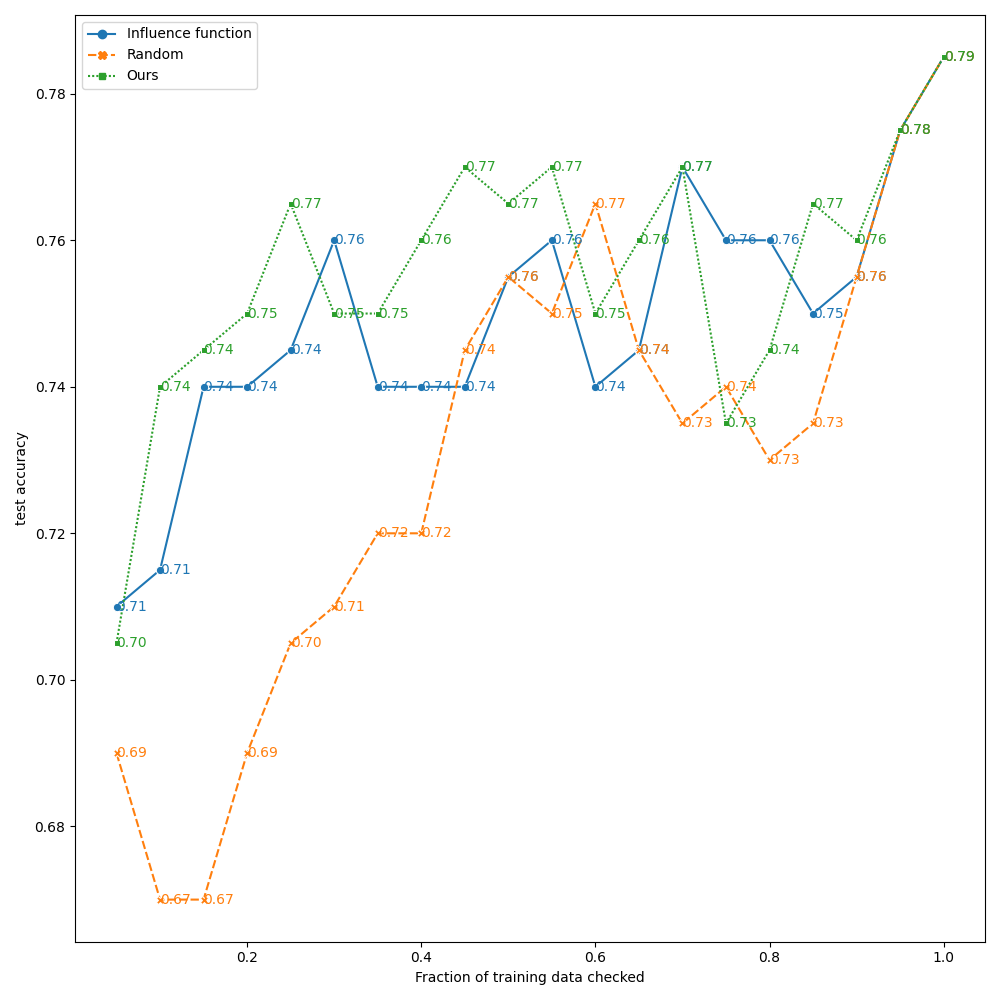 Influence function
Random
Ours
0.79
0.78
0.78
0.77 0.77 0.77
0.77 0.77 0.77 0.77
0.76
0.76 0.76 0.76 0.76 0.76 0.76 0.76
0.76 0.76
0.75 0.75 0.75 0.75 0.75 0.75
0.74 0.74 0.74 0.74 0.74
0.74
0.74 0.74 0.74 0.74 0.74 0.74 0.74 0.74
0.73 0.73 0.73
0.73
0.72
0.72 0.72
0.71
0.71 0.71
0.70 0.70
0.70
0.69 0.69
0.68
0.67 0.67
test accuracy
0.2 0.4 0.6 0.8 1.0
Fraction of training data checked